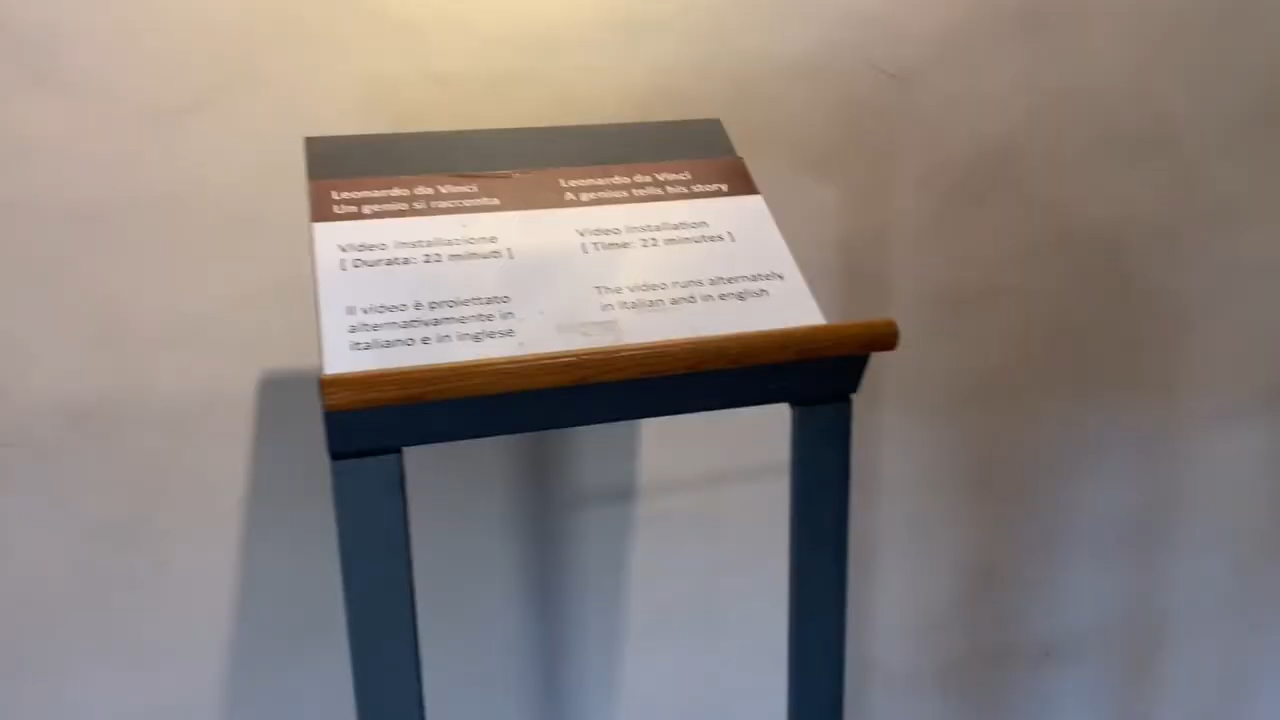 Leonardo da Vinci
Un genio si racconta
Video installazione
[ Durata: 22 minuti ]
Il video è proiettato
alternativamente in
italiano e in inglese
Leonardo da Vinci
A genius tells his story
Video installation
[ Time: 22 minutes ]
The video runs alternately
in italian and in english